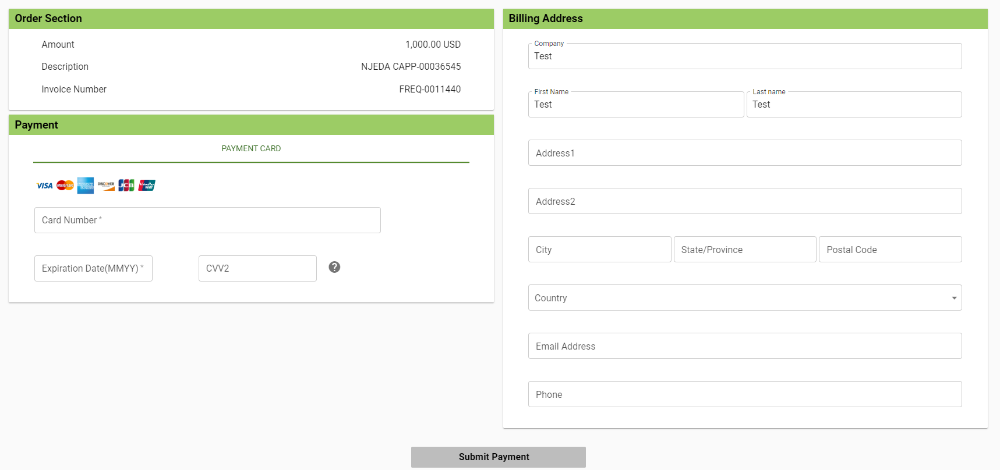 Order Section
Amount 1,000.00 USD
Description NJEDA CAPP-00036545
Invoice Number FREQ-0011440
Payment
PAYMENT CARD
VISA MasterCard DISCOVER JCB UnionPay
Card Number *
Expiration Date(MMYY) * CVV2 ?
Billing Address
Company
Test
First Name Last name
Test Test
Address1
Address2
City State/Province Postal Code
Country
Email Address
Phone
Submit Payment